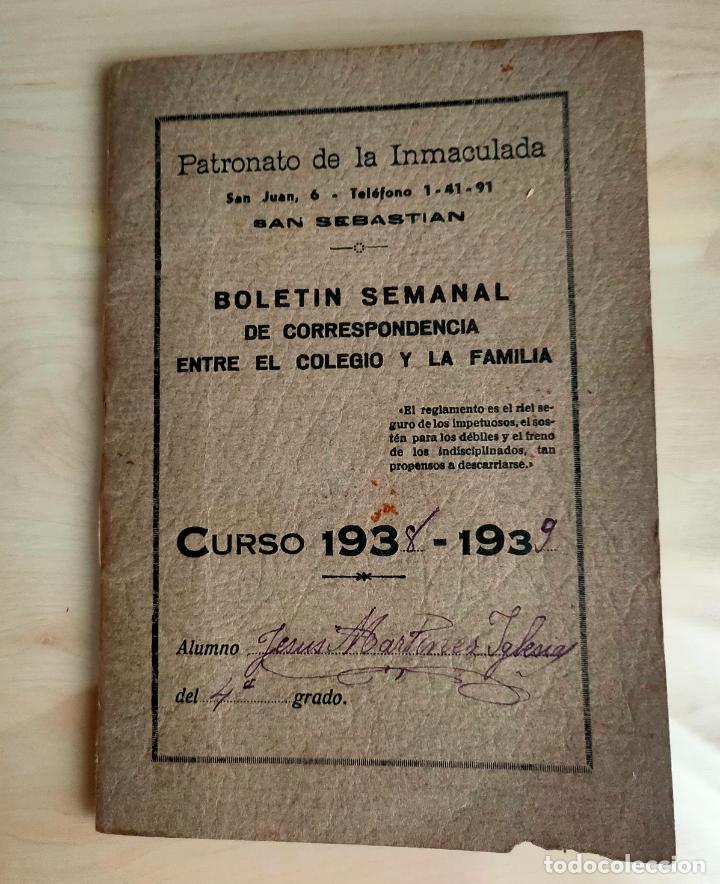 Patronato de la Inmaculada
San Juan, 6 - Teléfono 1-41-91
SAN SEBASTIAN
BOLETIN SEMANAL
DE CORRESPONDENCIA
ENTRE EL COLEGIO Y LA FAMILIA
«El reglamento es el riel se-
guro de los impetuosos, el sos-
tén para los débiles y el freno
de los indisciplinados, tan
propensos a descarriarse.»
CURSO 1938 - 1939
Alumno Jesus Martinez Iglesia
del 4º grado.
todocoleccion.net